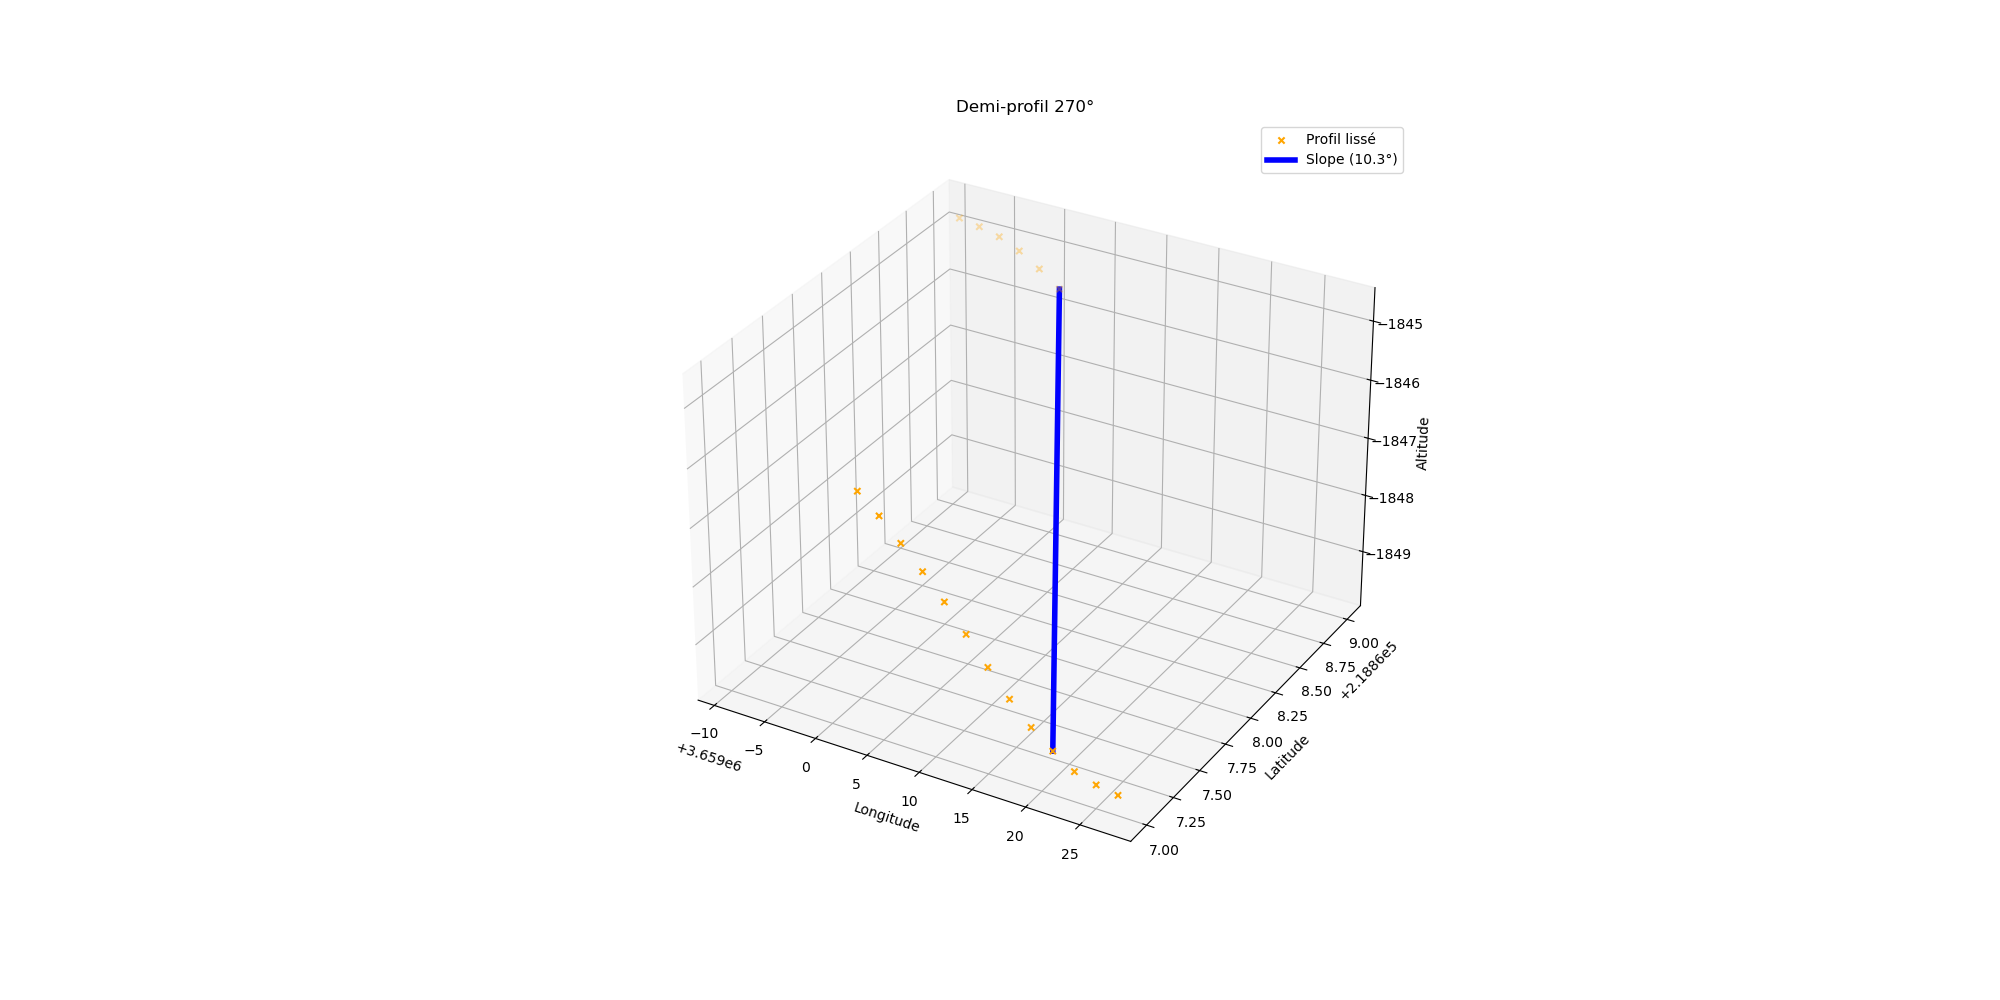 Demi-profil 270°
Profil lissé
Slope (10.3°)
−1845
−1846
−1847
−1848
−1849
Altitude
9.00
8.75
8.50
8.25
8.00
7.75
7.50
7.25
7.00
+2.1886e5
Latitude
−10
−5
0
5
10
15
20
25
+3.659e6
Longitude